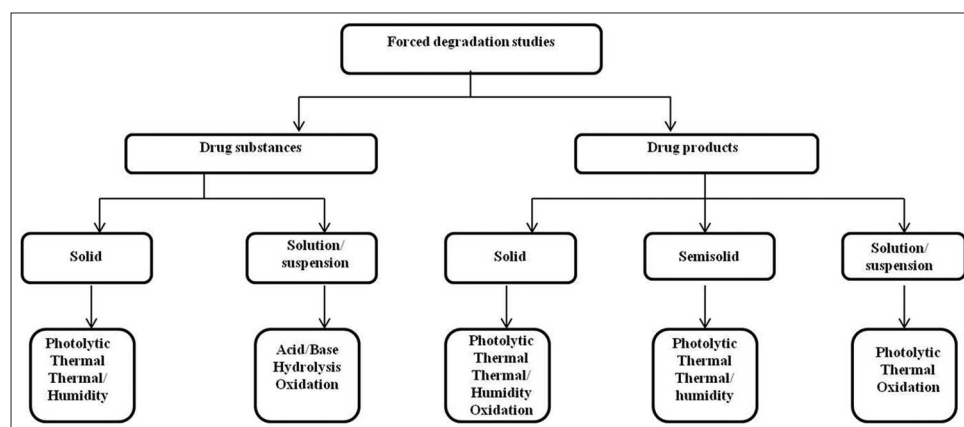 Forced degradation studies
Drug substances
Drug products
Solid
Solution/
suspension
Solid
Semisolid
Solution/
suspension
Photolytic
Thermal
Thermal/
Humidity
Acid/Base
Hydrolysis
Oxidation
Photolytic
Thermal
Thermal/
Humidity
Oxidation
Photolytic
Thermal
Thermal/
humidity
Photolytic
Thermal
Oxidation